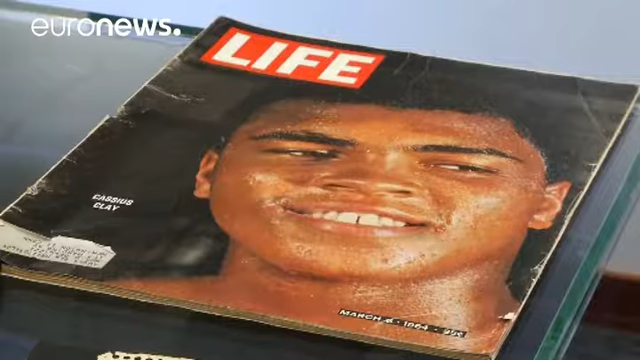 euronews.
LIFE
CASSIUS
CLAY
MARCH 6 · 1964 · 25¢